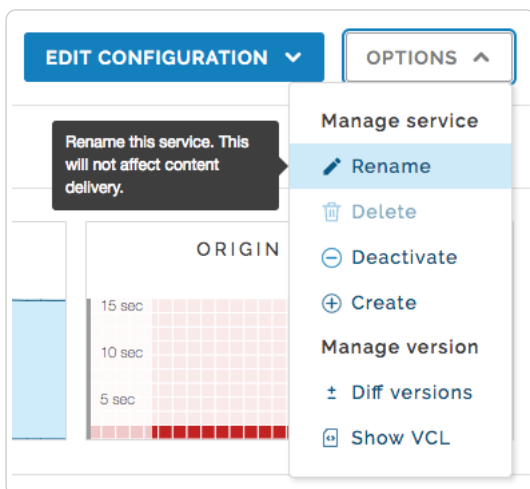 EDIT CONFIGURATION
OPTIONS
Manage service
Rename this service. This
will not affect content
delivery.
Rename
Delete
Deactivate
Create
Manage version
Diff versions
Show VCL
ORIGIN
15 sec
10 sec
5 sec